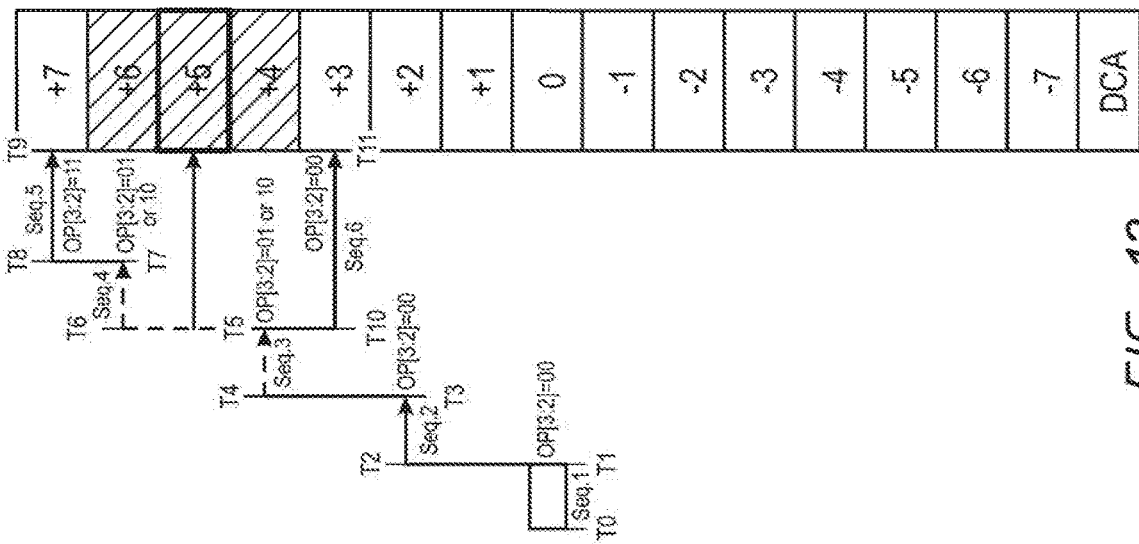 T8 Seq.5 T9
OP[3:2]=11
T6 Seq.4
OP[3:2]=01
or 10
T7
T4 T5
Seq.3
OP[3:2]=01 or 10
OP[3:2]=00
T10 Seq.6 T11
T2
Seq.2
OP[3:2]=00
T3
OP[3:2]=00
T0 Seq.1 T1
+7
+6
+5
+4
+3
+2
+1
0
-1
-2
-3
-4
-5
-6
-7
DCA